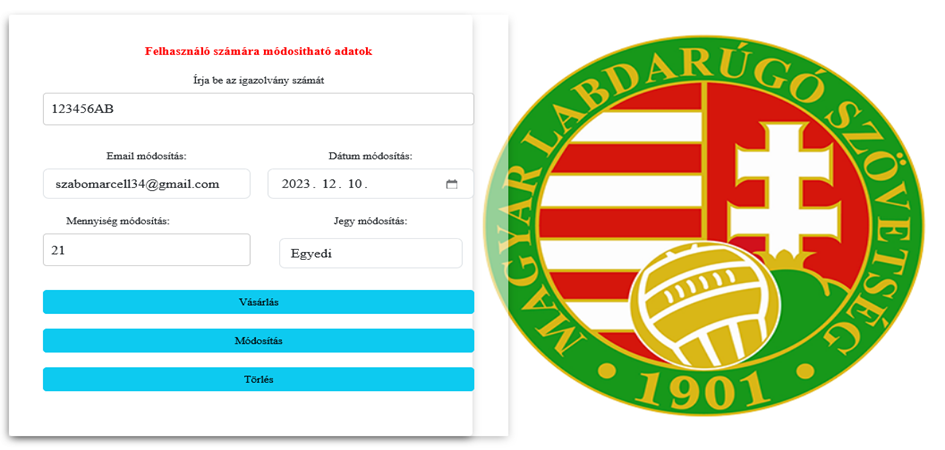 Felhasználó számára módosítható adatok
Írja be az igazolvány számát
123456AB
Email módosítás:
Dátum módosítás:
szabomarcell34@gmail.com
2023. 12. 10.
Mennyiség módosítás:
Jegy módosítás:
21
Egyedi
Vásárlás
Módosítás
Törlés
MAGYAR LABDARÚGÓ SZÖVETSÉG
1901